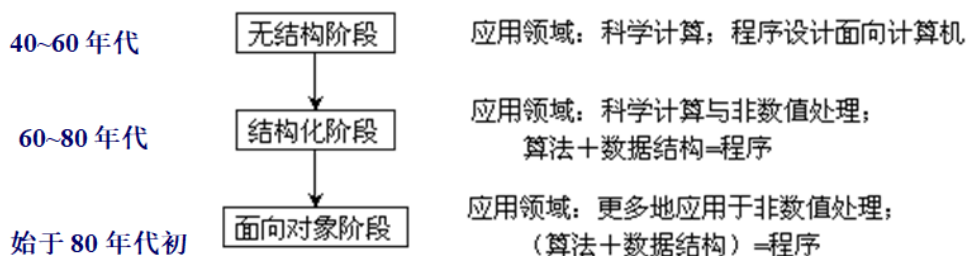 40~60 年代 无结构阶段 应用领域：科学计算；程序设计面向计算机
60~80 年代 结构化阶段 应用领域：科学计算与非数值处理；
算法＋数据结构=程序
始于 80 年代初 面向对象阶段 应用领域：更多地应用于非数值处理；
（算法＋数据结构）=程序